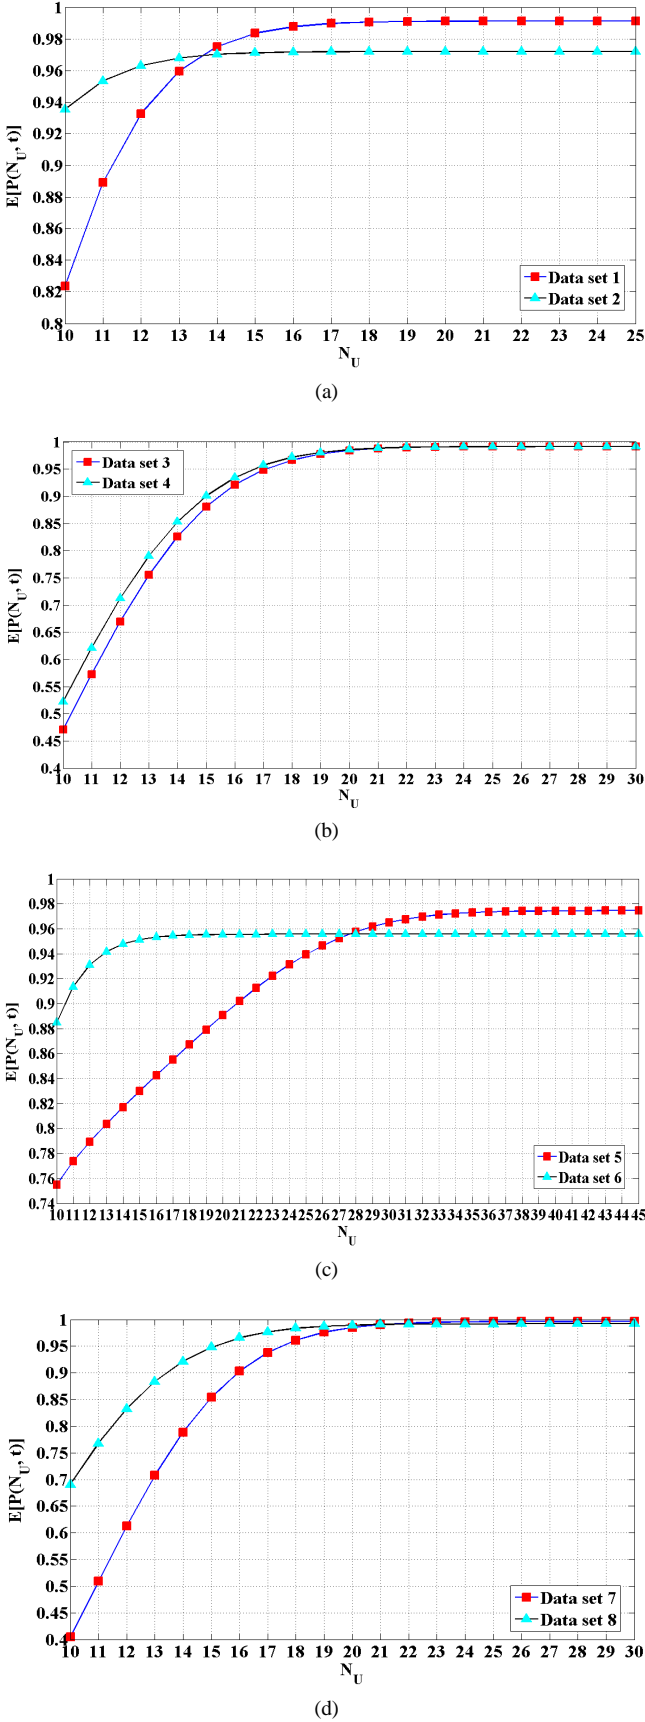 1
0.98
0.96
0.94
0.92
0.9
0.88
0.86
0.84
0.82
0.8
E[P(N_U, t)]
Data set 1
Data set 2
10 11 12 13 14 15 16 17 18 19 20 21 22 23 24 25
N_U
(a)
1
0.95
0.9
0.85
0.8
0.75
0.7
0.65
0.6
0.55
0.5
0.45
0.4
E[P(N_U, t)]
Data set 3
Data set 4
10 11 12 13 14 15 16 17 18 19 20 21 22 23 24 25 26 27 28 29 30
N_U
(b)
1
0.98
0.96
0.94
0.92
0.9
0.88
0.86
0.84
0.82
0.8
0.78
0.76
0.74
E[P(N_U, t)]
Data set 5
Data set 6
10 11 12 13 14 15 16 17 18 19 20 21 22 23 24 25 26 27 28 29 30 31 32 33 34 35 36 37 38 39 40 41 42 43 44 45
N_U
(c)
1
0.95
0.9
0.85
0.8
0.75
0.7
0.65
0.6
0.55
0.5
0.45
0.4
E[P(N_U, t)]
Data set 7
Data set 8
10 11 12 13 14 15 16 17 18 19 20 21 22 23 24 25 26 27 28 29 30
N_U
(d)